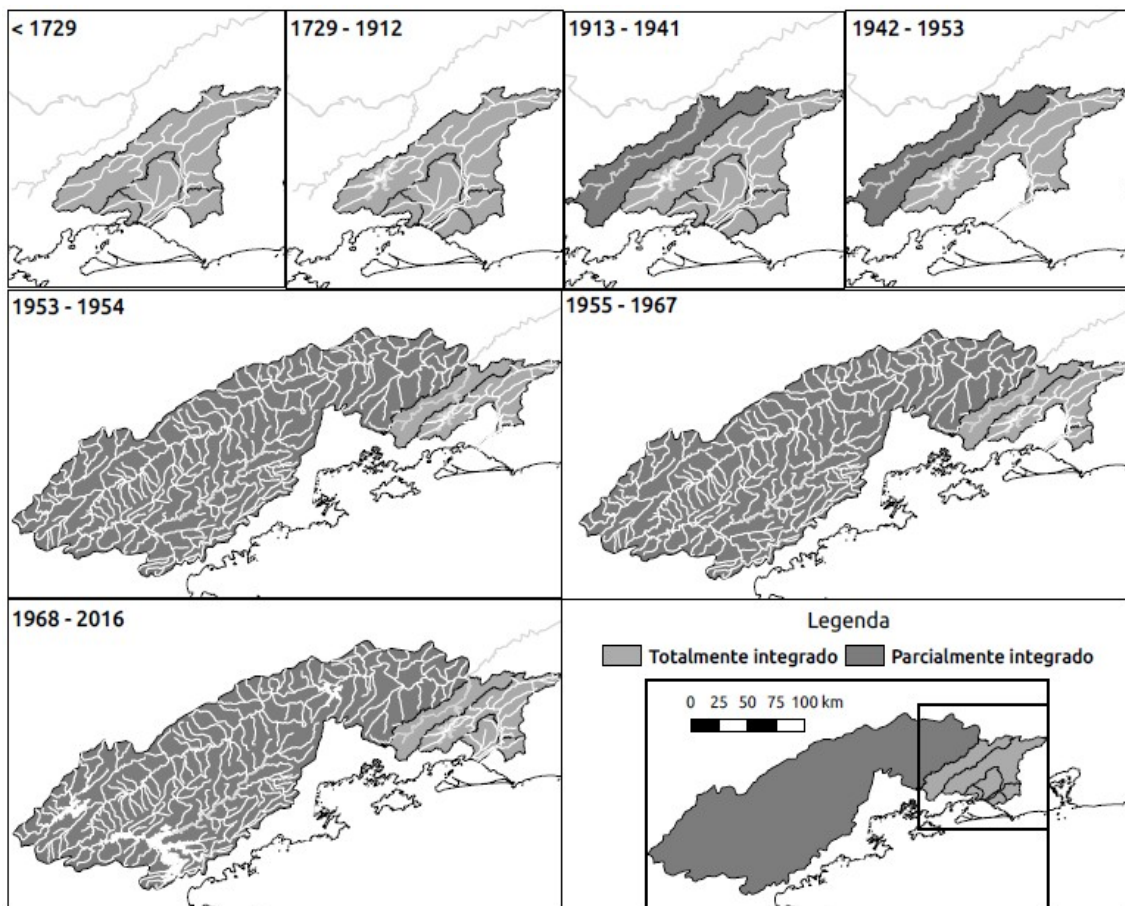 < 1729
1729 - 1912
1913 - 1941
1942 - 1953
1953 - 1954
1955 - 1967
1968 - 2016
Legenda
Totalmente integrado
Parcialmente integrado
0 25 50 75 100 km